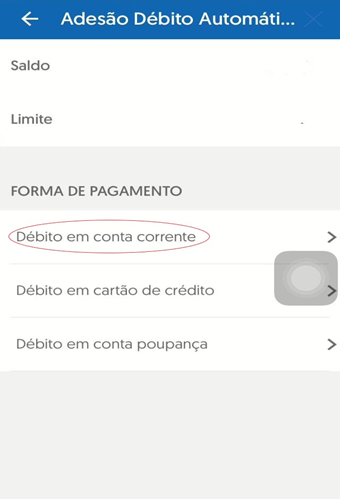 Adesão Débito Automáti...
Saldo
Limite
FORMA DE PAGAMENTO
Débito em conta corrente
Débito em cartão de crédito
Débito em conta poupança